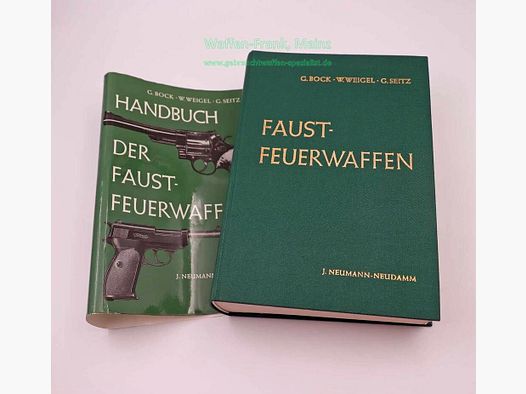 Waffen-Frank, Mainz
www.gebrauchtwaffen-spezialist.de
G. BOCK · W. WEIGEL · G. SEITZ
HANDBUCH
DER
FAUST-
FEUERWAFF
J. NEUMANN-NEUD
G. BOCK · W. WEIGEL · G. SEITZ
FAUST-
FEUERWAFFEN
J. NEUMANN-NEUDAMM